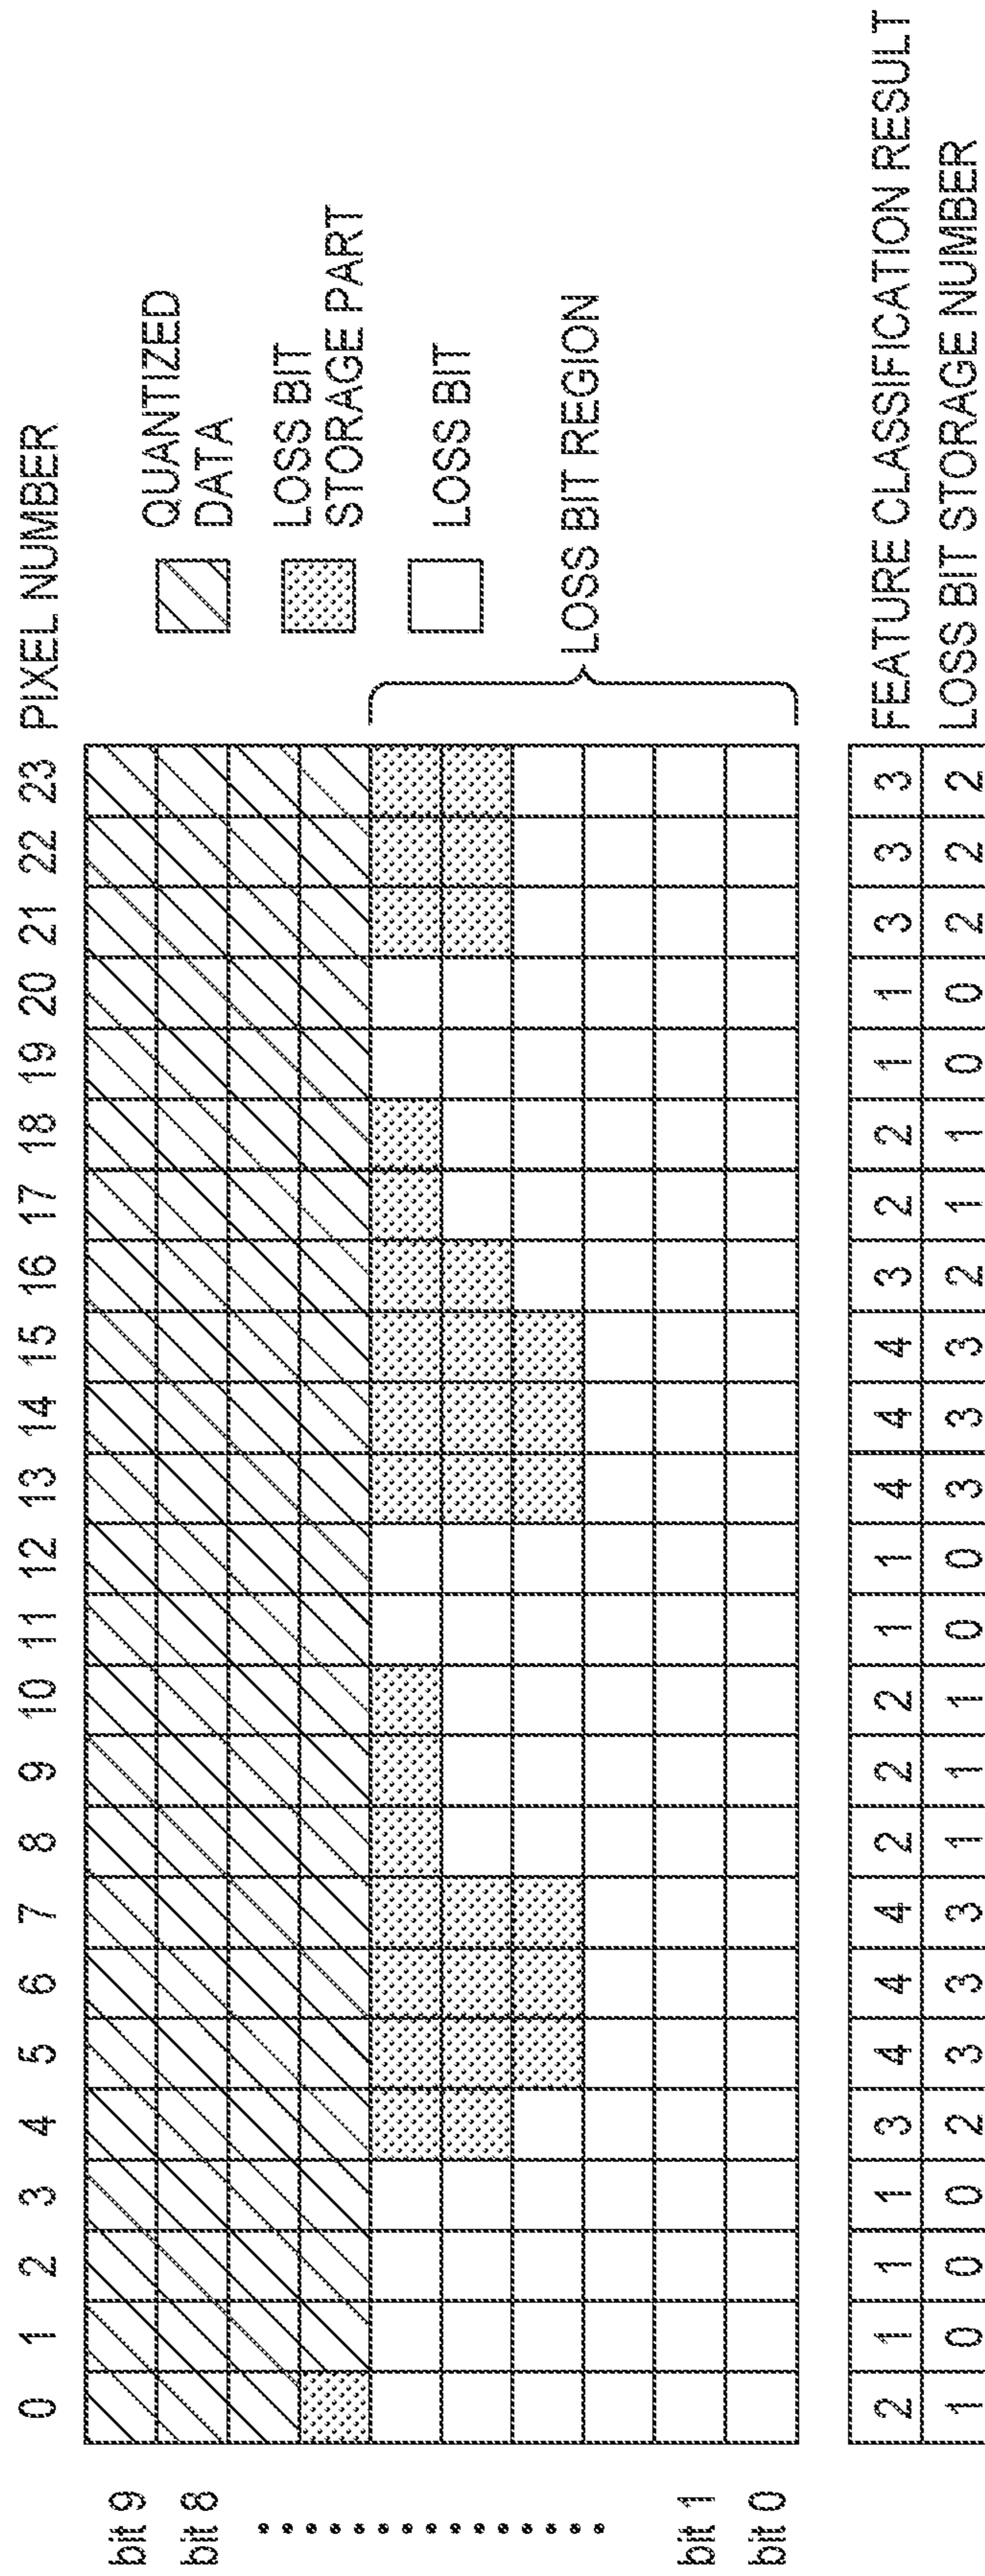 0 1 2 3 4 5 6 7 8 9 10 11 12 13 14 15 16 17 18 19 20 21 22 23 PIXEL NUMBER
bit 9
bit 8
bit 1
bit 0
QUANTIZED
DATA
LOSS BIT
STORAGE PART
LOSS BIT
LOSS BIT REGION
2 1 1 1 3 4 4 4 2 2 2 1 1 4 4 4 3 2 2 1 1 3 3 3 FEATURE CLASSIFICATION RESULT
1 0 0 0 2 3 3 3 1 1 1 0 0 3 3 3 2 1 1 0 0 2 2 2 LOSS BIT STORAGE NUMBER